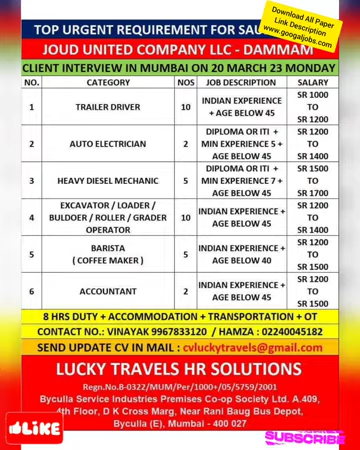 Download All Paper
Link Description
www.googaljobs.com
TOP URGENT REQUIREMENT FOR
JOUD UNITED COMPANY LLC - DAMMAM
CLIENT INTERVIEW IN MUMBAI ON 20 MARCH 23 MONDAY
NO. CATEGORY NOS JOB DESCRIPTION SALARY
1 TRAILER DRIVER 10 INDIAN EXPERIENCE + AGE BELOW 45 SR 1000 TO SR 1200
2 AUTO ELECTRICIAN 2 DIPLOMA OR ITI + MIN EXPERIENCE 5 + AGE BELOW 45 SR 1200 TO SR 1400
3 HEAVY DIESEL MECHANIC 5 DIPLOMA OR ITI + MIN EXPERIENCE 7 + AGE BELOW 45 SR 1500 TO SR 1700
4 EXCAVATOR / LOADER / BULDOER / ROLLER / GRADER OPERATOR 10 INDIAN EXPERIENCE + AGE BELOW 45 SR 1200 TO SR 1400
5 BARISTA ( COFFEE MAKER ) 5 INDIAN EXPERIENCE + AGE BELOW 40 SR 1200 TO SR 1500
6 ACCOUNTANT 2 INDIAN EXPERIENCE + AGE BELOW 45 SR 1200 TO SR 1500
8 HRS DUTY + ACCOMMODATION + TRANSPORTATION + OT
CONTACT NO.: VINAYAK 9967833120 / HAMZA : 02240045182
SEND UPDATE CV IN MAIL : cvluckytravels@gmail.com
LUCKY TRAVELS HR SOLUTIONS
Regn.No.B-0322/MUM/Per/1000+/05/5759/2001
Byculla Service Industries Premises Co-op Society Ltd. A.409,
4th Floor, D K Cross Marg, Near Rani Baug Bus Depot,
Byculla (E), Mumbai - 400 027
LIKE
SUBSCRIBE